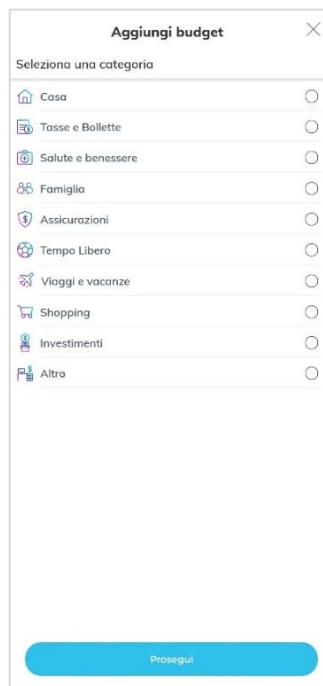 Aggiungi budget
Seleziona una categoria
Casa
Tasse e Bollette
Salute e benessere
Famiglia
Assicurazioni
Tempo Libero
Viaggi e vacanze
Shopping
Investimenti
Altro
Prosegui